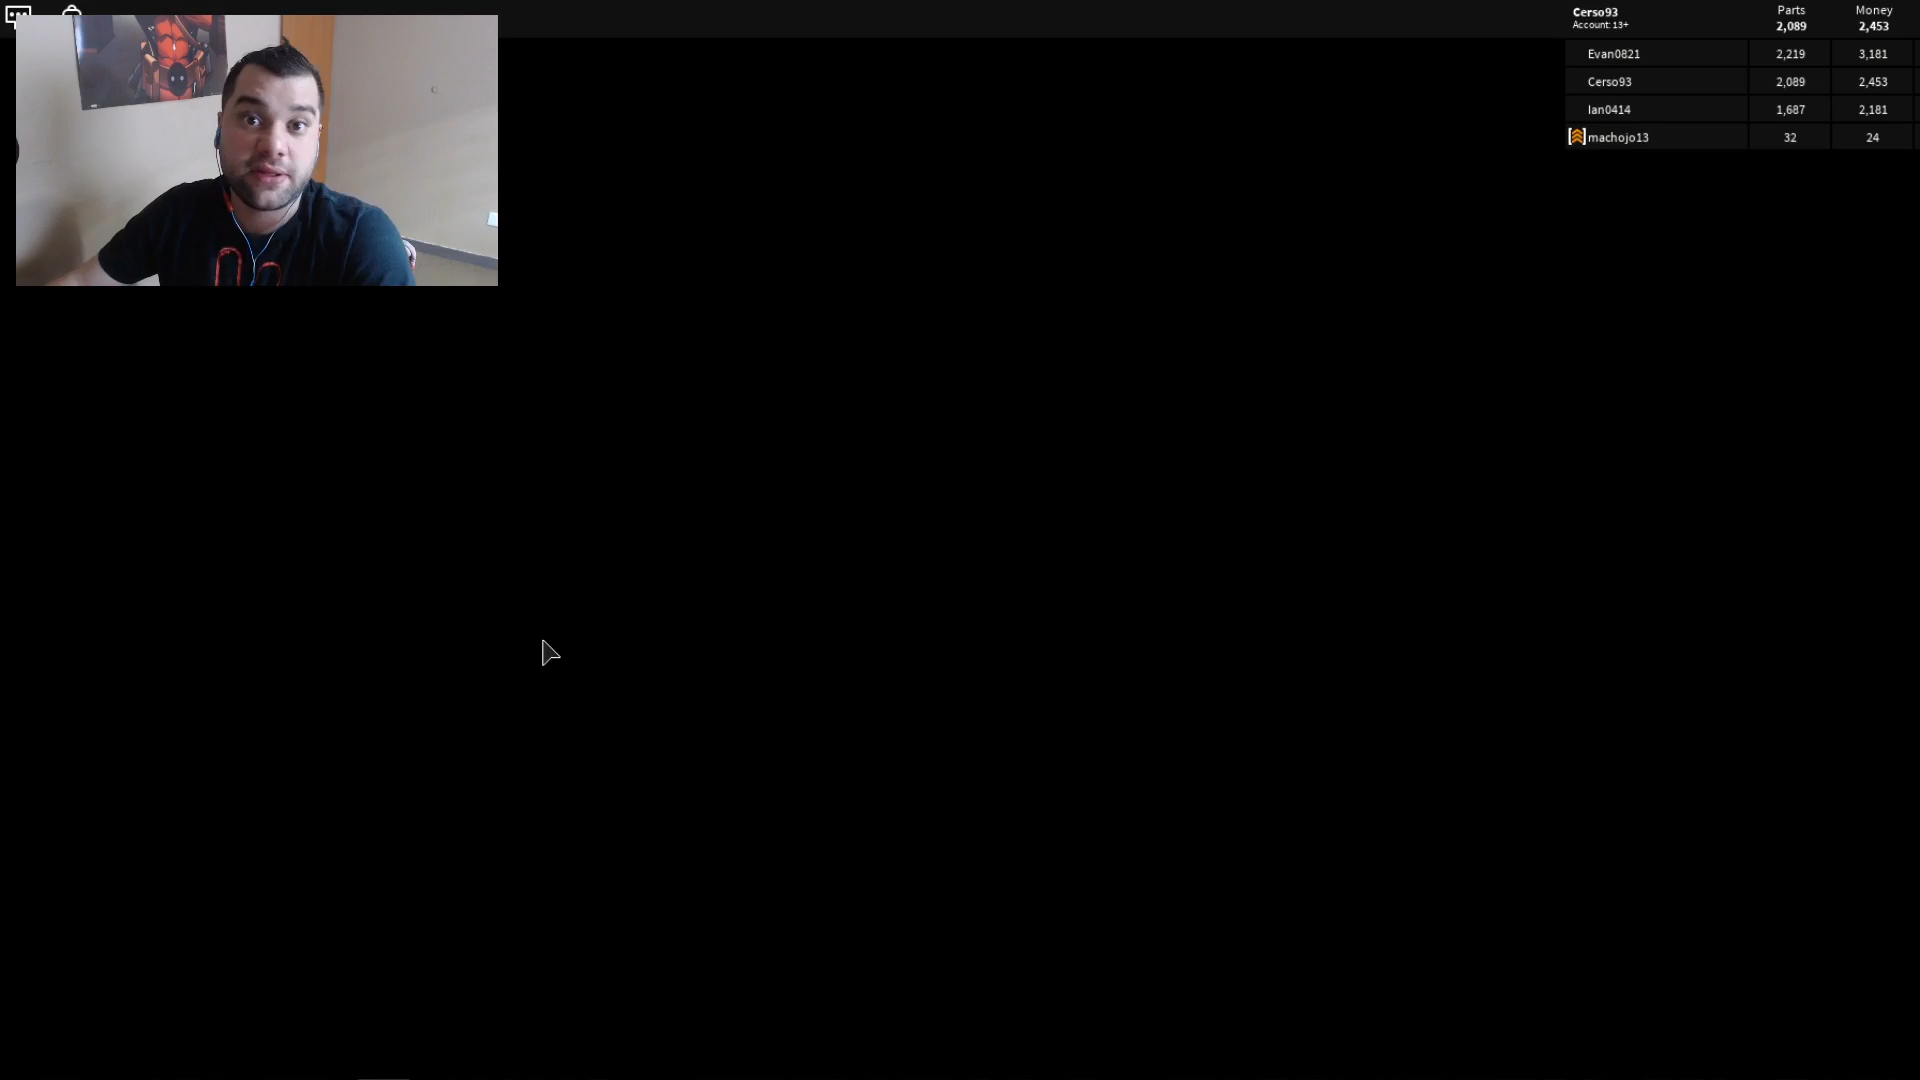 Cerso93 Parts Money
Account: 13+ 2,089 2,453
Evan0821 2,219 3,181
Cerso93 2,089 2,453
Ian0414 1,687 2,181
machojo13 32 24